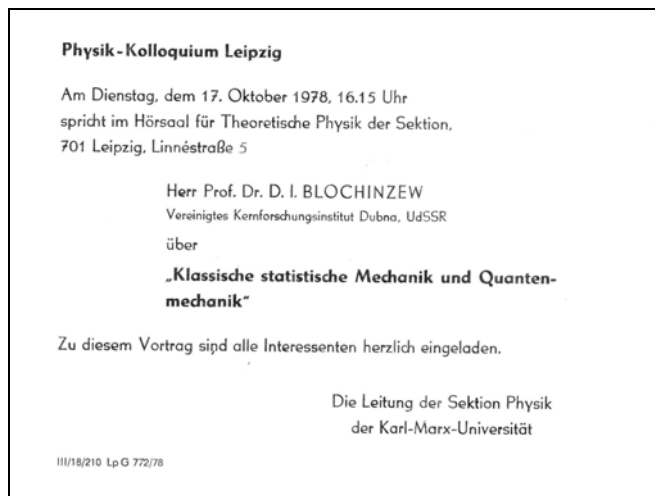 Physik-Kolloquium Leipzig
Am Dienstag, dem 17. Oktober 1978, 16.15 Uhr
spricht im Hörsaal für Theoretische Physik der Sektion,
701 Leipzig, Linnéstraße 5
Herr Prof. Dr. D. I. BLOCHINZEW
Vereinigtes Kernforschungsinstitut Dubna, UdSSR
über
„Klassische statistische Mechanik und Quanten-
mechanik“
Zu diesem Vortrag sind alle Interessenten herzlich eingeladen.
Die Leitung der Sektion Physik
der Karl-Marx-Universität
III/18/210 Lp G 772/78